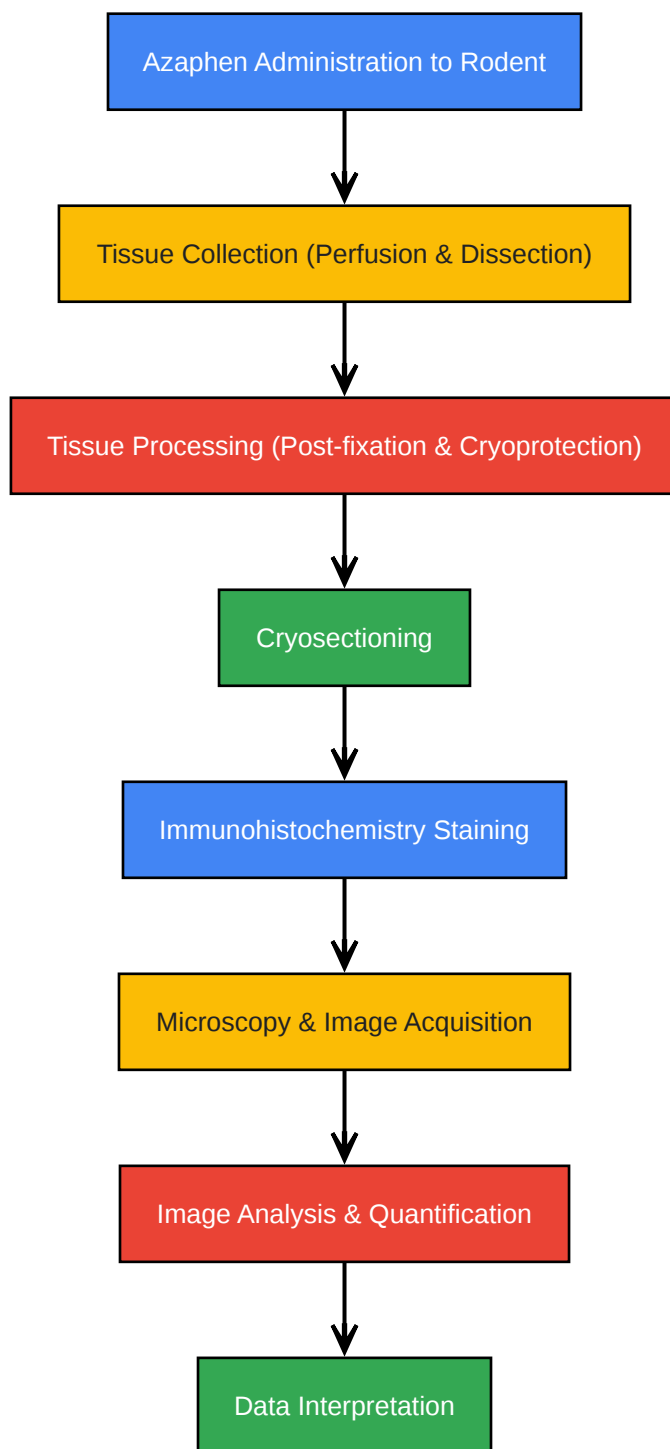 Azaphen Administration to Rodent
Tissue Collection (Perfusion & Dissection)
Tissue Processing (Post-fixation & Cryoprotection)
Cryosectioning
Immunohistochemistry Staining
Microscopy & Image Acquisition
Image Analysis & Quantification
Data Interpretation